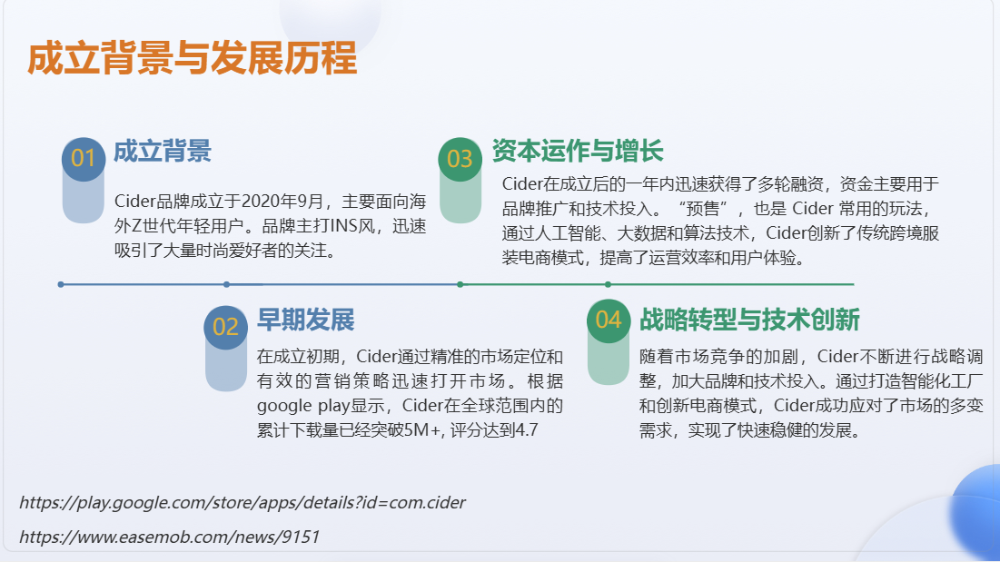 成立背景与发展历程
01
成立背景
Cider品牌成立于2020年9月，主要面向海
外Z世代年轻用户。品牌主打INS风，迅速
吸引了大量时尚爱好者的关注。
02
早期发展
在成立初期，Cider通过精准的市场定位和
有效的营销策略迅速打开市场。根据
google play显示，Cider在全球范围内的
累计下载量已经突破5M+, 评分达到4.7
03
资本运作与增长
Cider在成立后的一年内迅速获得了多轮融资，资金主要用于
品牌推广和技术投入。“预售”，也是 Cider 常用的玩法，
通过人工智能、大数据和算法技术，Cider创新了传统跨境服
装电商模式，提高了运营效率和用户体验。
04
战略转型与技术创新
随着市场竞争的加剧，Cider不断进行战略调
整，加大品牌和技术投入。通过打造智能化工厂
和创新电商模式，Cider成功应对了市场的多变
需求，实现了快速稳健的发展。
https://play.google.com/store/apps/details?id=com.cider
https://www.easemob.com/news/9151